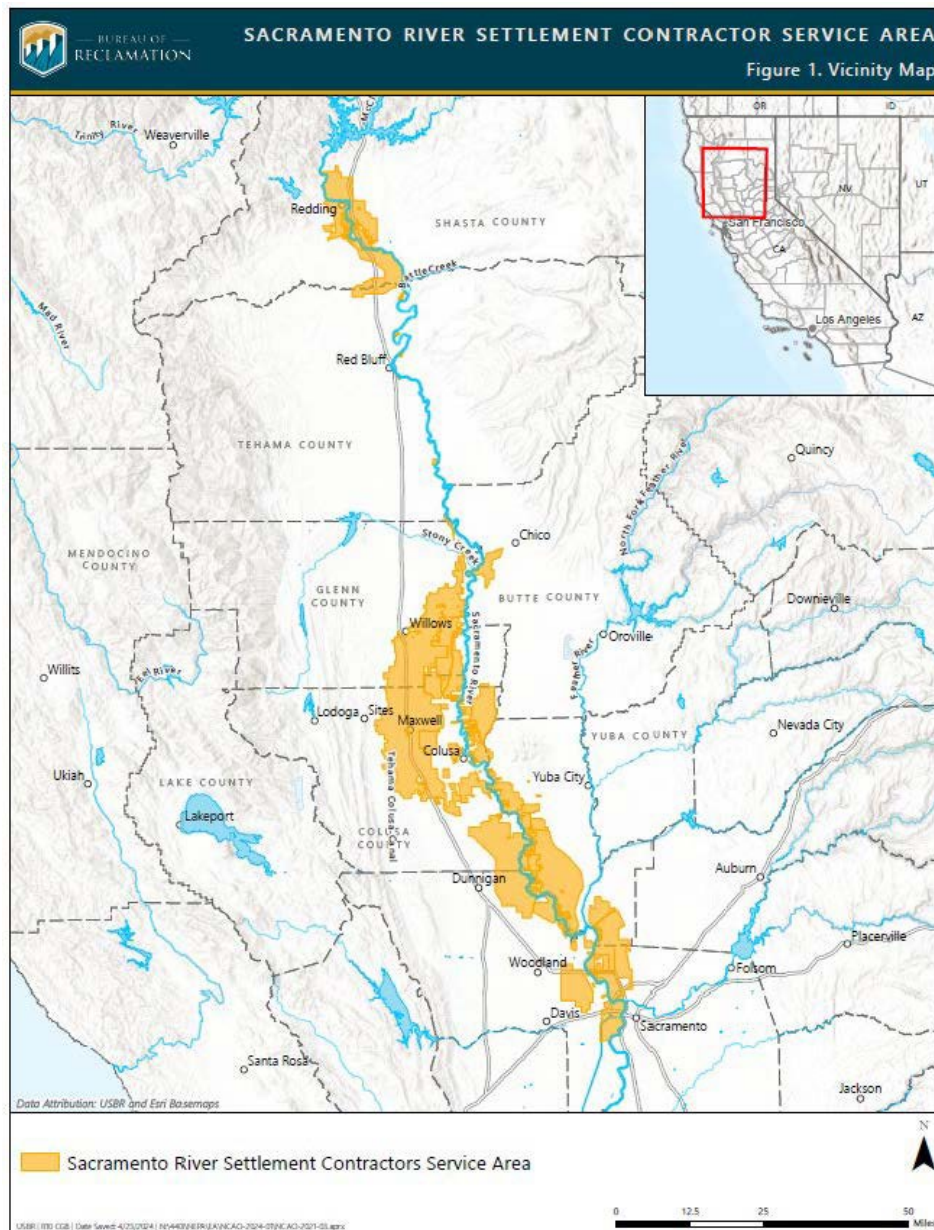 BUREAU OF
RECLAMATION
SACRAMENTO RIVER SETTLEMENT CONTRACTOR SERVICE AREA
Figure 1. Vicinity Map
Trinity River
Weaverville
McCl
Redding
SHASTA COUNTY
BattleCreek
Mad River
Red Bluff
TEHAMA COUNTY
OR
ID
NV
UT
San Francisco
CA
Los Angeles
AZ
North Fork Feather River
Quincy
Stony Creek
Chico
MENDOCINO
COUNTY
GLENN
COUNTY
BUTTE COUNTY
Downieville
Willows
Sacramento River
Oroville
Feather River
Willits
Eel River
Lodoga
Sites
Maxwell
Nevada City
YUBA COUNTY
Colusa
Tehama Colusa Canal
Ukiah
LAKE COUNTY
Yuba City
Lakeport
COLUSA
COUNTY
Auburn
Dunnigan
Placerville
Woodland
Folsom
Davis
Sacramento
Santa Rosa
Jackson
Data Attribution: USBR and Esri Basemaps
N
Sacramento River Settlement Contractors Service Area
0 12.5 25 50
Miles